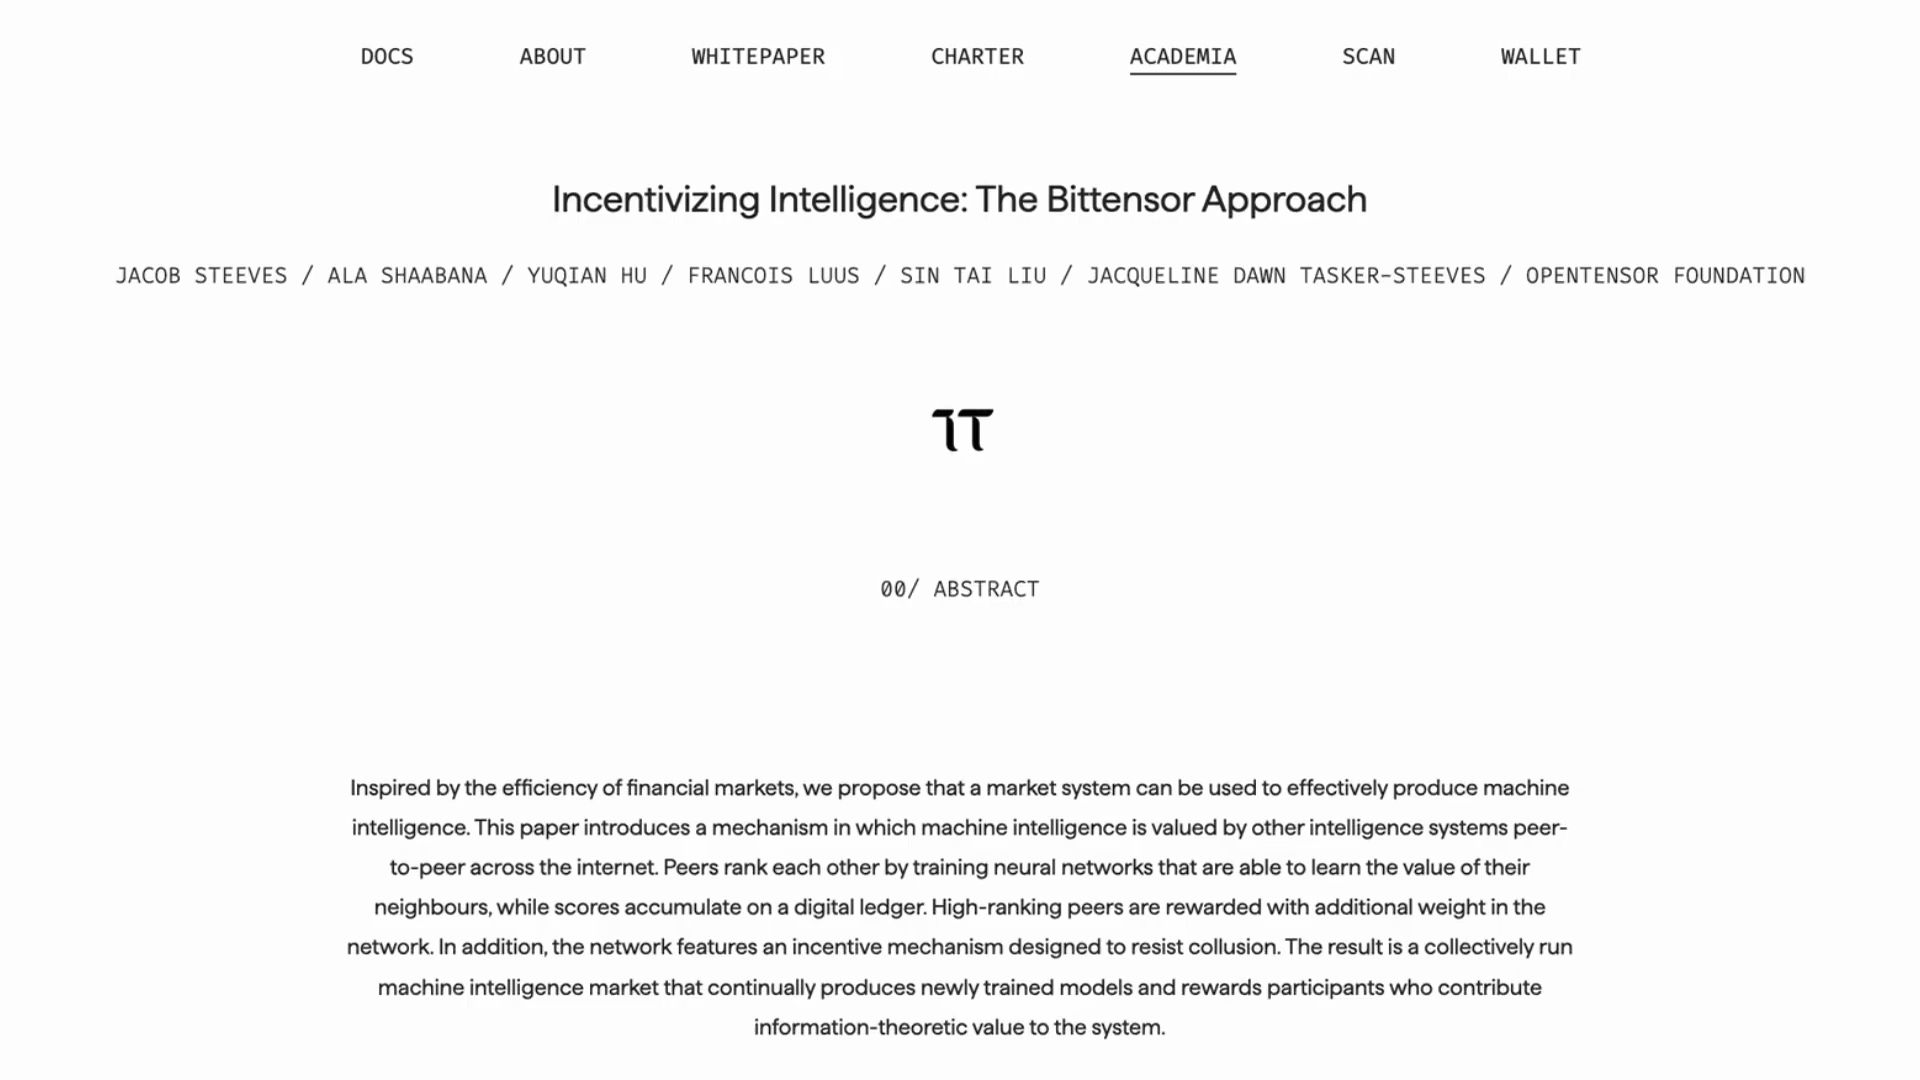 DOCS ABOUT WHITEPAPER CHARTER ACADEMIA SCAN WALLET
Incentivizing Intelligence: The Bittensor Approach
JACOB STEEVES / ALA SHAABANA / YUQIAN HU / FRANCOIS LUUS / SIN TAI LIU / JACQUELINE DAWN TASKER-STEEVES / OPENTENSOR FOUNDATION
00/ ABSTRACT
Inspired by the efficiency of financial markets, we propose that a market system can be used to effectively produce machine
intelligence. This paper introduces a mechanism in which machine intelligence is valued by other intelligence systems peer-
to-peer across the internet. Peers rank each other by training neural networks that are able to learn the value of their
neighbours, while scores accumulate on a digital ledger. High-ranking peers are rewarded with additional weight in the
network. In addition, the network features an incentive mechanism designed to resist collusion. The result is a collectively run
machine intelligence market that continually produces newly trained models and rewards participants who contribute
information-theoretic value to the system.